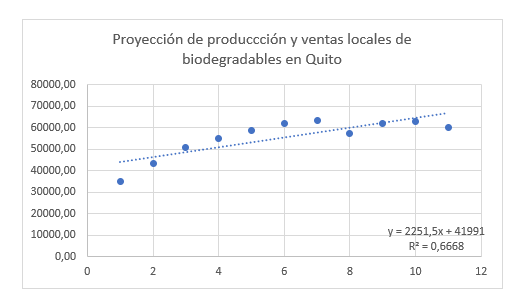 Proyección de produccción y ventas locales de
biodegradables en Quito
80000,00
70000,00
60000,00
50000,00
40000,00
30000,00
20000,00
10000,00
0,00
y = 2251,5x + 41991
R² = 0,6668
0 2 4 6 8 10 12